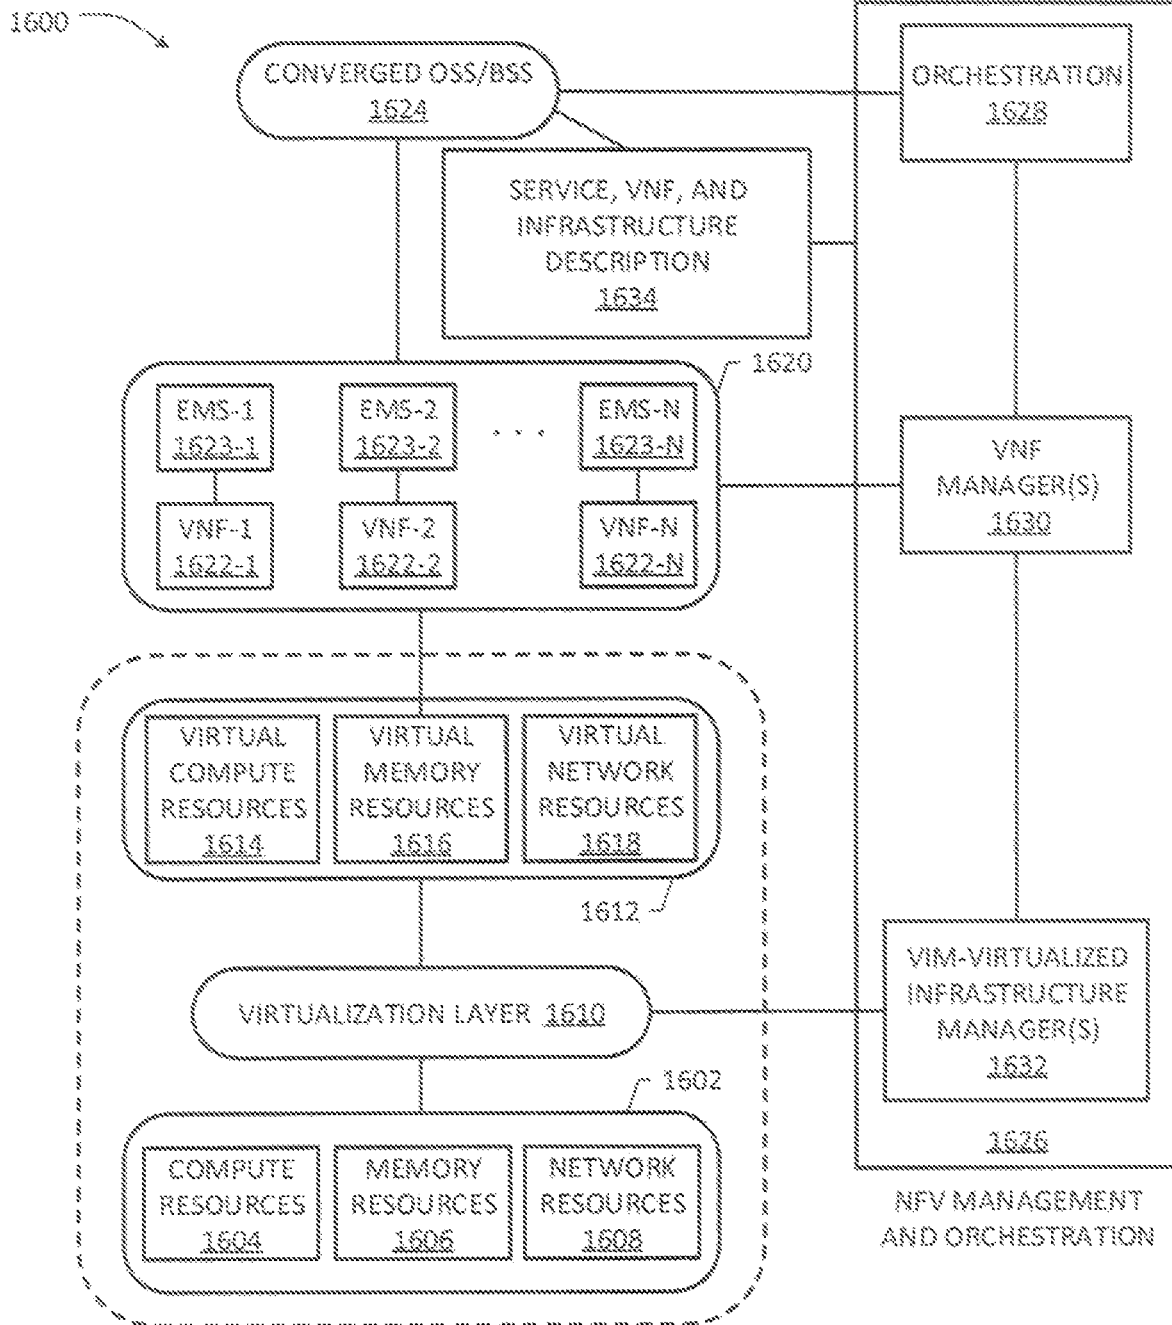 1600
CONVERGED OSS/BSS
1624
ORCHESTRATION
1628
SERVICE, VNF, AND
INFRASTRUCTURE
DESCRIPTION
1634
1620
EMS-1
1623-1
EMS-2
1623-2
. . .
EMS-N
1623-N
VNF-1
1622-1
VNF-2
1622-2
VNF-N
1622-N
VNF
MANAGER(S)
1630
VIRTUAL
COMPUTE
RESOURCES
1614
VIRTUAL
MEMORY
RESOURCES
1616
VIRTUAL
NETWORK
RESOURCES
1618
1612
VIRTUALIZATION LAYER 1610
VIM-VIRTUALIZED
INFRASTRUCTURE
MANAGER(S)
1632
1602
COMPUTE
RESOURCES
1604
MEMORY
RESOURCES
1606
NETWORK
RESOURCES
1608
1626
NFV MANAGEMENT
AND ORCHESTRATION